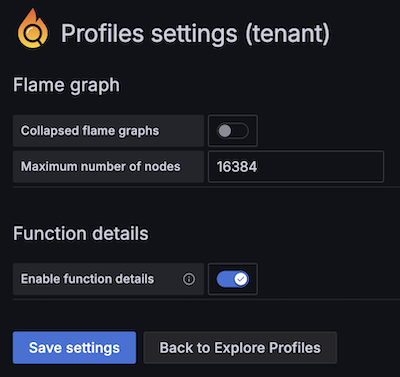 Profiles settings (tenant)
Flame graph
Collapsed flame graphs
Maximum number of nodes 16384
Function details
Enable function details
Save settings Back to Explore Profiles